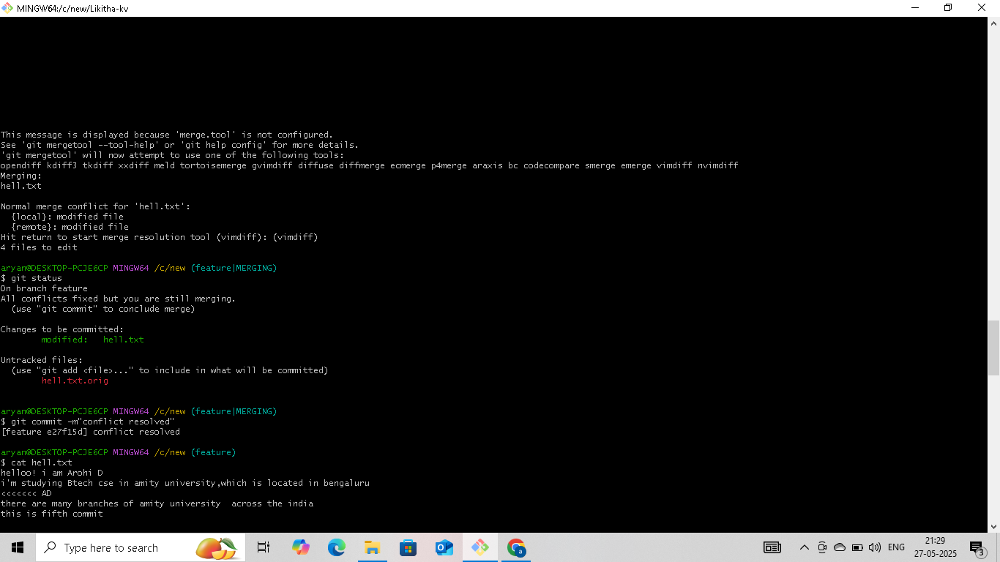 MINGW64:/c/new/Likitha-kv
This message is displayed because 'merge.tool' is not configured.
See 'git mergetool --tool-help' or 'git help config' for more details.
'git mergetool' will now attempt to use one of the following tools:
opendiff kdiff3 tkdiff xxdiff meld tortoisemerge gvimdiff diffuse diffmerge ecmerge p4merge araxis bc codecompare smerge emerge vimdiff nvimdiff
Merging:
hell.txt
Normal merge conflict for 'hell.txt':
  {local}: modified file
  {remote}: modified file
Hit return to start merge resolution tool (vimdiff): (vimdiff)
4 files to edit
aryan@DESKTOP-PCJE6CP MINGW64 /c/new (feature|MERGING)
$ git status
On branch feature
All conflicts fixed but you are still merging.
  (use "git commit" to conclude merge)
Changes to be committed:
        modified:   hell.txt
Untracked files:
  (use "git add <file>..." to include in what will be committed)
        hell.txt.orig
aryan@DESKTOP-PCJE6CP MINGW64 /c/new (feature|MERGING)
$ git commit -m"conflict resolved"
[feature e27f15d] conflict resolved
aryan@DESKTOP-PCJE6CP MINGW64 /c/new (feature)
$ cat hell.txt
helloo! i am Arohi D
i'm studying Btech cse in amity university,which is located in bengaluru
<<<<<<< AD
there are many branches of amity university  across the india
this is fifth commit
Type here to search
a
ENG
21:29
27-05-2025
3